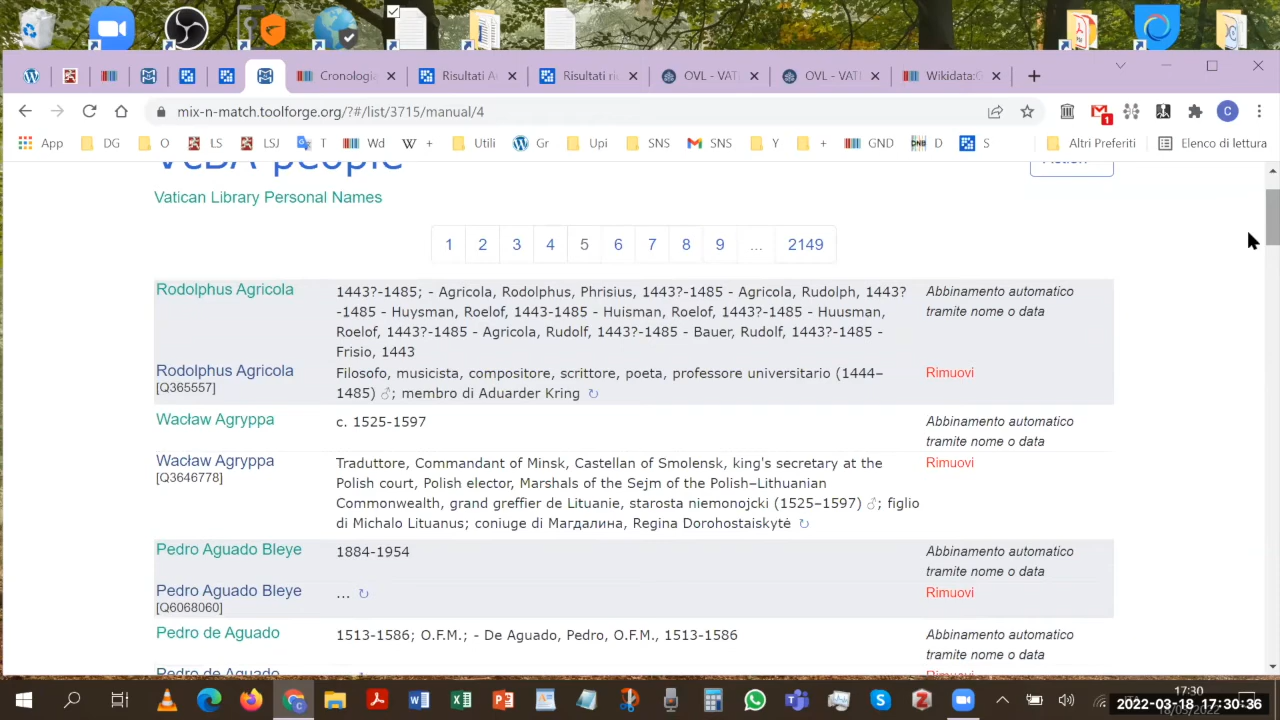 Cronologi
Risultati A
Risultati ri
OVL - VATI
OVL - VATI
Wikidata:G
mix-n-match.toolforge.org/?#/list/3715/manual/4
1
C
App DG O LS LSJ T Wd + Utili Gr Upi SNS SNS Y + GND D S Altri Preferiti Elenco di lettura
VcBA people
Vatican Library Personal Names
1 2 3 4 5 6 7 8 9 ... 2149
Rodolphus Agricola
1443?-1485; - Agricola, Rodolphus, Phrisius, 1443?-1485 - Agricola, Rudolph, 1443?
-1485 - Huysman, Roelof, 1443-1485 - Huisman, Roelof, 1443?-1485 - Huusman,
Roelof, 1443?-1485 - Agricola, Rudolf, 1443?-1485 - Bauer, Rudolf, 1443?-1485 -
Frisio, 1443
Abbinamento automatico
tramite nome o data
Rodolphus Agricola
[Q365557]
Filosofo, musicista, compositore, scrittore, poeta, professore universitario (1444–
1485) ♂; membro di Aduarder Kring ↻
Rimuovi
Wacław Agryppa
c. 1525-1597
Abbinamento automatico
tramite nome o data
Wacław Agryppa
[Q3646778]
Traduttore, Commandant of Minsk, Castellan of Smolensk, king's secretary at the
Polish court, Polish elector, Marshals of the Sejm of the Polish–Lithuanian
Commonwealth, grand greffier de Lituanie, starosta niemonojcki (1525–1597) ♂; figlio
di Michalo Lituanus; coniuge di Магдалина, Regina Dorohostaiskytė ↻
Rimuovi
Pedro Aguado Bleye
1884-1954
Abbinamento automatico
tramite nome o data
Pedro Aguado Bleye
[Q6068060]
... ↻
Rimuovi
Pedro de Aguado
1513-1586; O.F.M.; - De Aguado, Pedro, O.F.M., 1513-1586
Abbinamento automatico
tramite nome o data
Pedro de Aguado
Rimuovi
17:30
2022-03-18 17:30:36